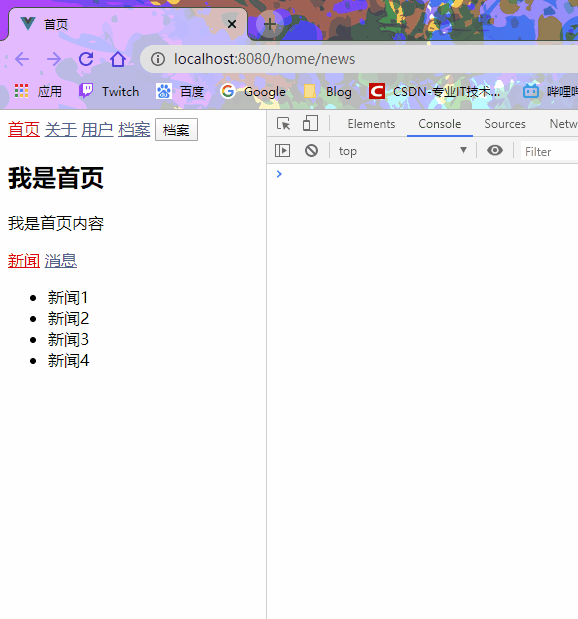 首页
localhost:8080/home/news
应用 Twitch 百度 Google Blog CSDN-专业IT技术... 哔哩哔
首页 关于 用户 档案 档案
Elements Console Sources Netw
top Filter
我是首页
我是首页内容
新闻 消息
新闻1
新闻2
新闻3
新闻4